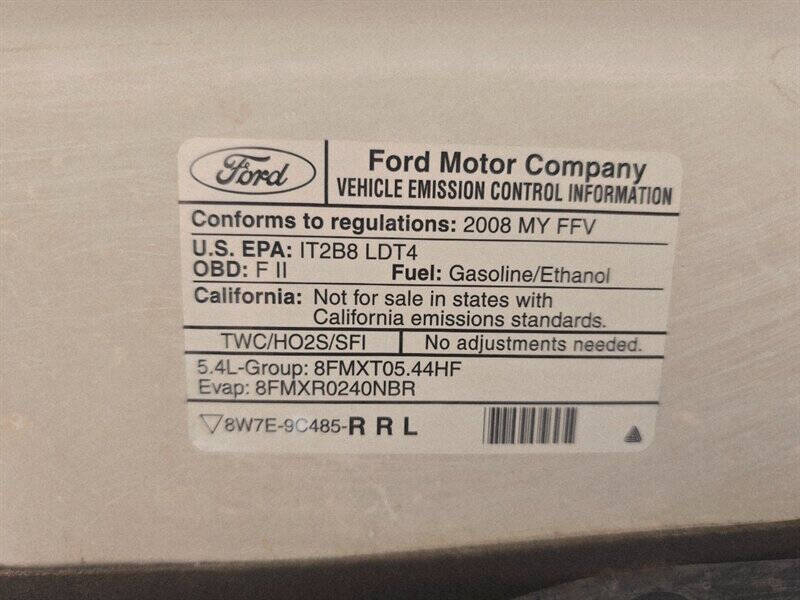 Ford
Ford Motor Company
VEHICLE EMISSION CONTROL INFORMATION
Conforms to regulations: 2008 MY FFV
U.S. EPA: IT2B8 LDT4
OBD: F II Fuel: Gasoline/Ethanol
California: Not for sale in states with
California emissions standards.
TWC/HO2S/SFI No adjustments needed.
5.4L-Group: 8FMXT05.44HF
Evap: 8FMXR0240NBR
8W7E-9C485-R R L